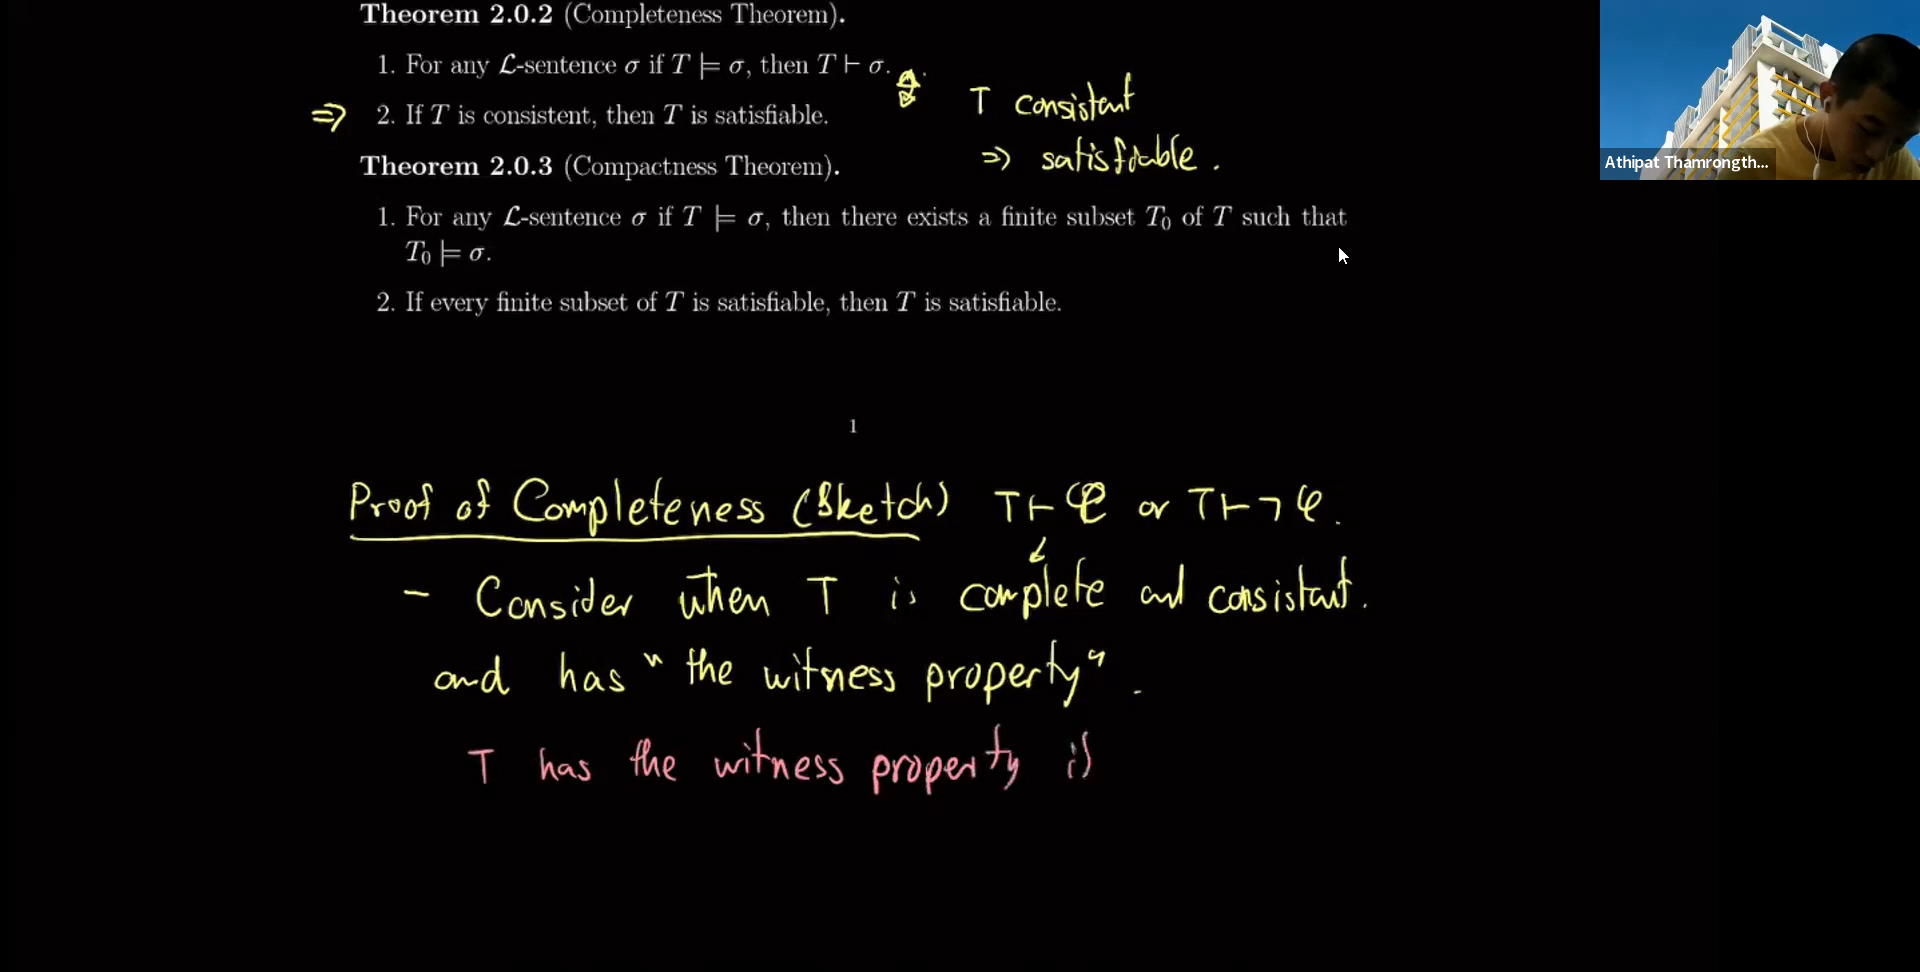 Theorem 2.0.2 (Completeness Theorem).
1. For any ℒ-sentence σ if T ⊨ σ, then T ⊢ σ.
⇒ 2. If T is consistent, then T is satisfiable.
T consistent
⇒ satisfiable.
Theorem 2.0.3 (Compactness Theorem).
1. For any ℒ-sentence σ if T ⊨ σ, then there exists a finite subset T₀ of T such that
T₀ ⊨ σ.
2. If every finite subset of T is satisfiable, then T is satisfiable.
1
Proof of Completeness (Sketch) T ⊢ φ or T ⊢ ¬ φ.
- Consider when T is complete and consistent.
and has "the witness property".
T has the witness property if
Athipat Thamrongth...